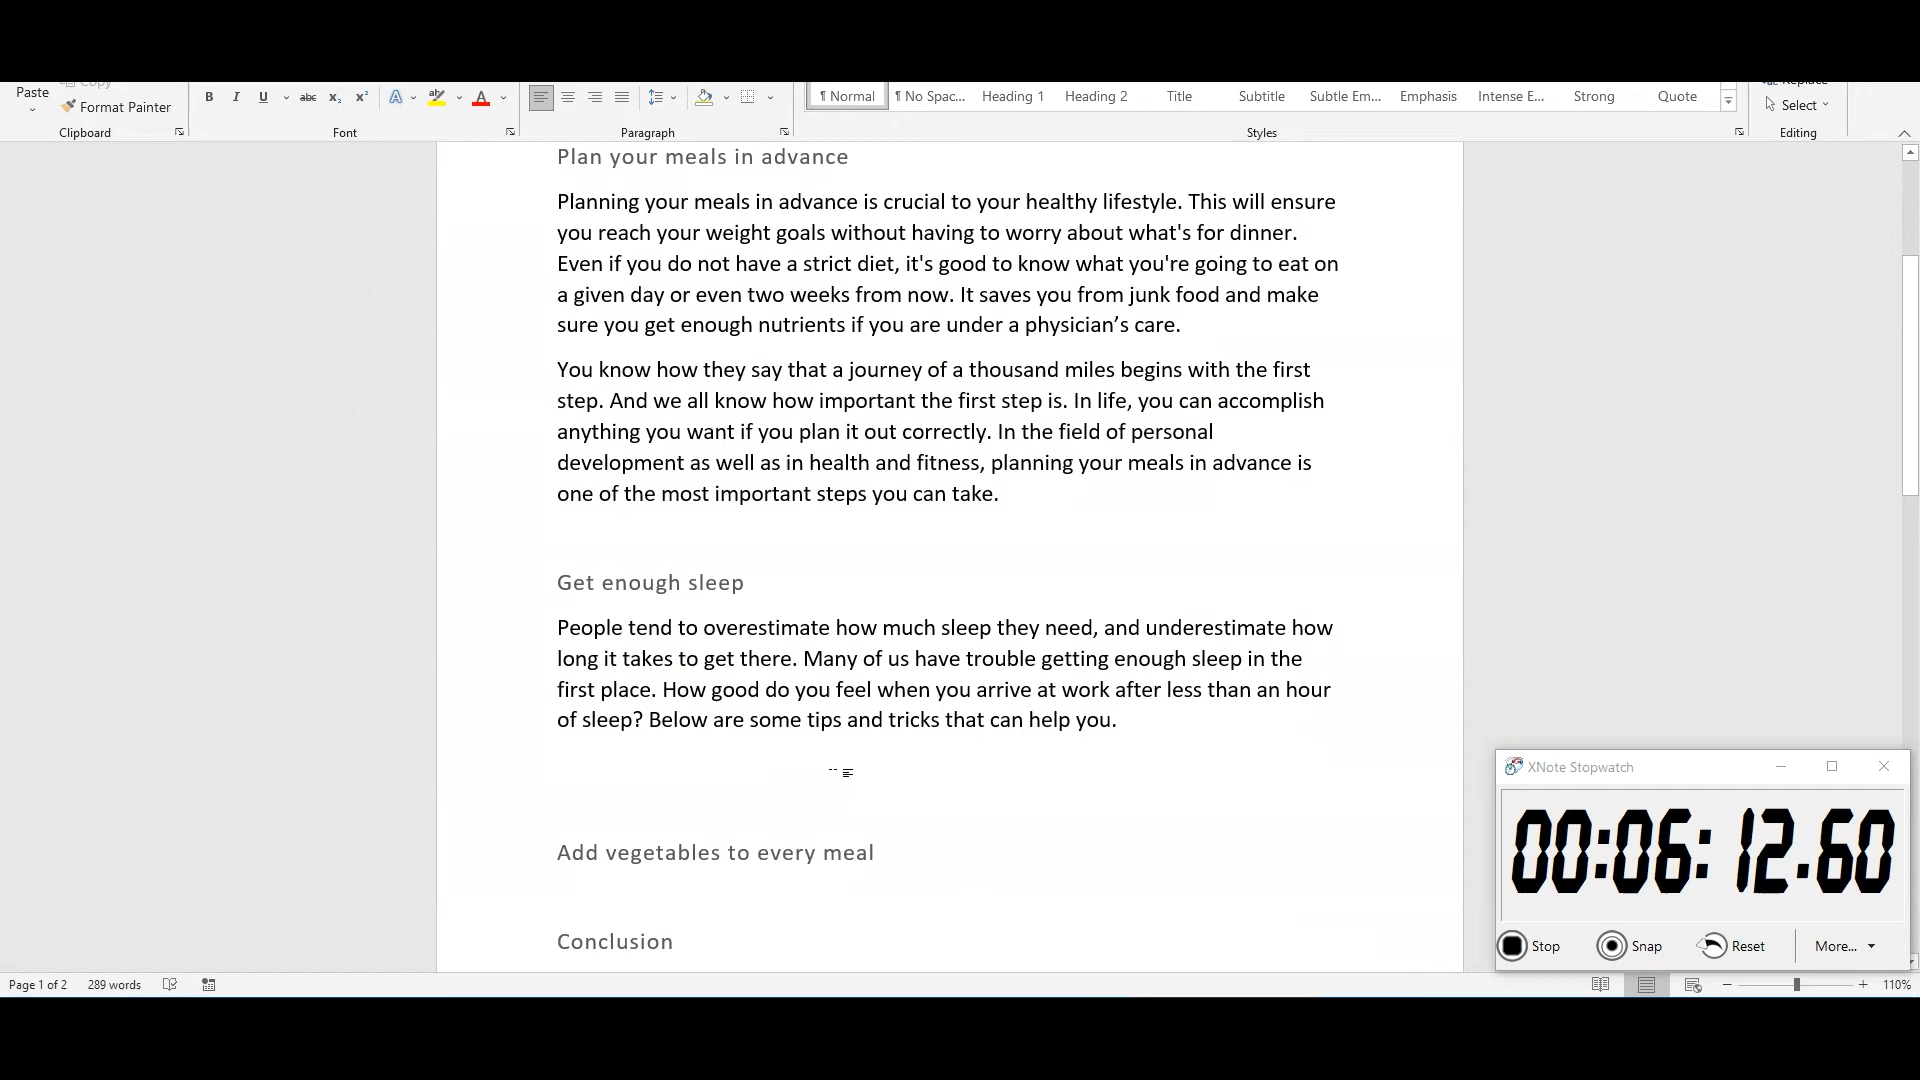 Paste
Copy
Format Painter
Clipboard
B I U abc x₂ x² A ab A
Font
Paragraph
¶ Normal ¶ No Spac... Heading 1 Heading 2 Title Subtitle Subtle Em... Emphasis Intense E... Strong Quote
Styles
Replace
Select
Editing
Plan your meals in advance
Planning your meals in advance is crucial to your healthy lifestyle. This will ensure
you reach your weight goals without having to worry about what's for dinner.
Even if you do not have a strict diet, it's good to know what you're going to eat on
a given day or even two weeks from now. It saves you from junk food and make
sure you get enough nutrients if you are under a physician’s care.
You know how they say that a journey of a thousand miles begins with the first
step. And we all know how important the first step is. In life, you can accomplish
anything you want if you plan it out correctly. In the field of personal
development as well as in health and fitness, planning your meals in advance is
one of the most important steps you can take.
Get enough sleep
People tend to overestimate how much sleep they need, and underestimate how
long it takes to get there. Many of us have trouble getting enough sleep in the
first place. How good do you feel when you arrive at work after less than an hour
of sleep? Below are some tips and tricks that can help you.
Add vegetables to every meal
Conclusion
XNote Stopwatch
00:06:12.60
Stop Snap Reset More...
Page 1 of 2 289 words 110%